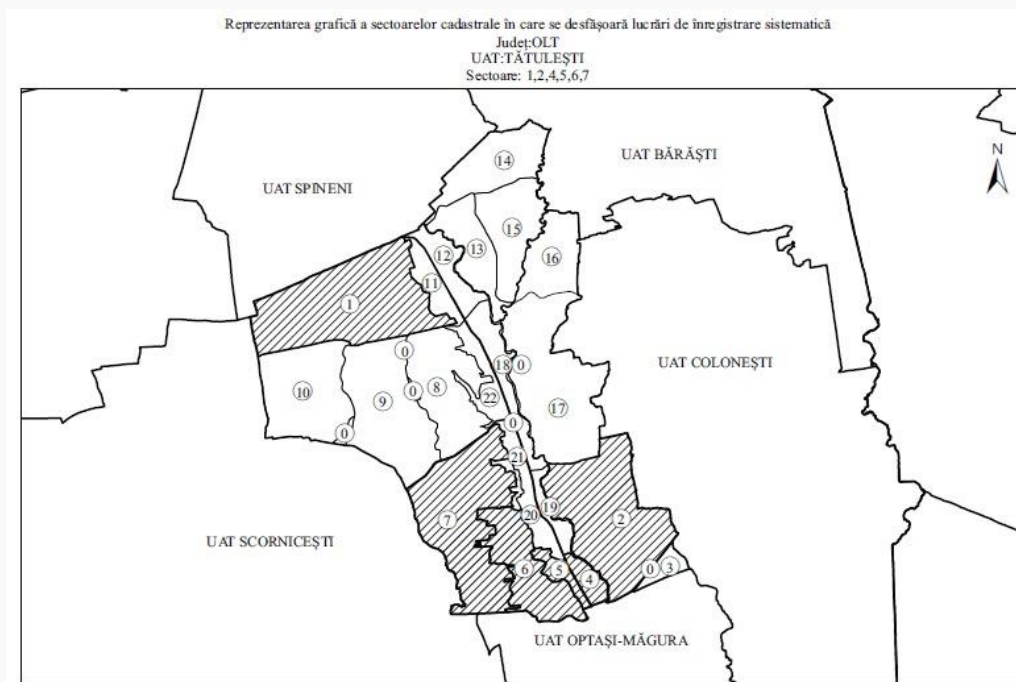 Reprezentarea grafică a sectoarelor cadastrale în care se desfășoară lucrări de înregistrare sistematică
Județ:OLT
UAT:TĂTULEȘTI
Sectoare: 1,2,4,5,6,7
N
UAT BĂRĂȘTI
14
UAT SPINENI
15
13
12
16
11
1
0
18
0
UAT COLONEȘTI
10
0
8
9
22
17
0
0
21
19
20
7
2
UAT SCORNICEȘTI
6
5
0
3
4
UAT OPTAȘI-MĂGURA